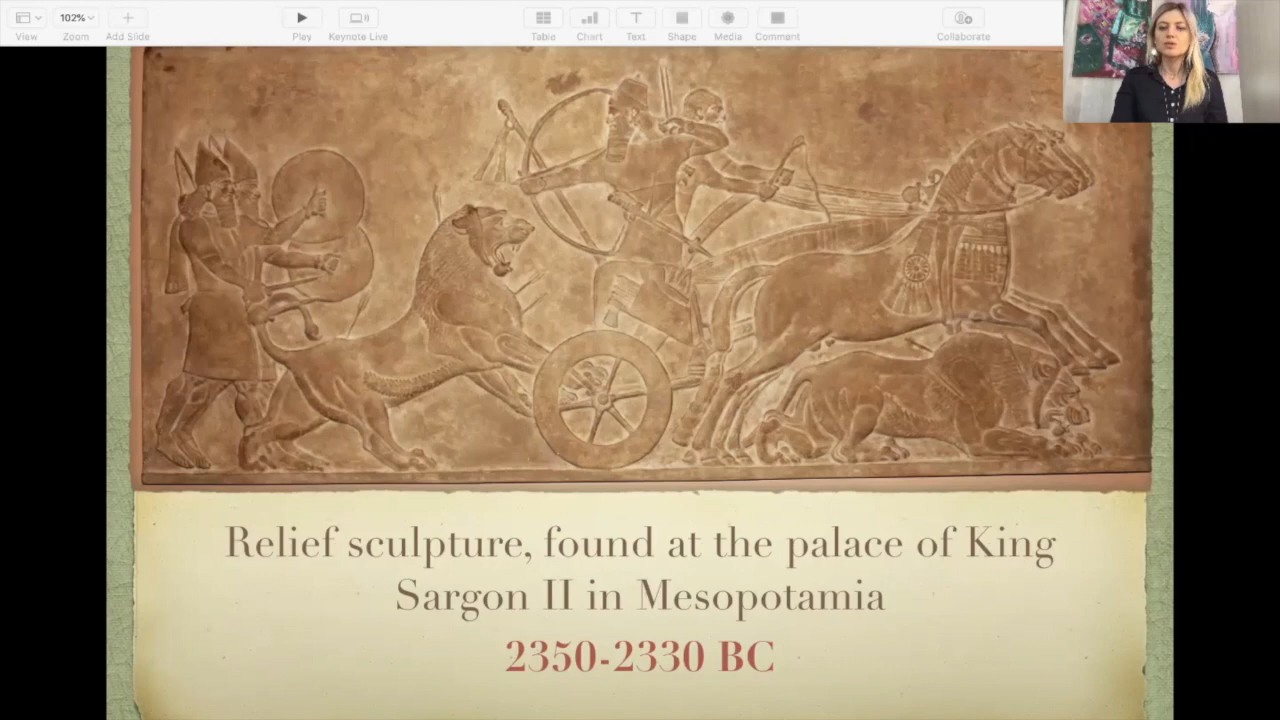 102%
View
Zoom
Add Slide
Play
Keynote Live
Table
Chart
Text
Shape
Media
Comment
Collaborate
Relief sculpture, found at the palace of King
Sargon II in Mesopotamia
2350-2330 BC